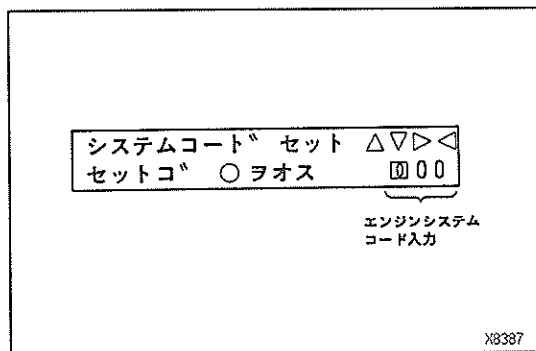 システムコード゛ セット △▽▷◁
セットゴ゛ ○ヲオス 000
エンジンシステム
コード入力
X8387